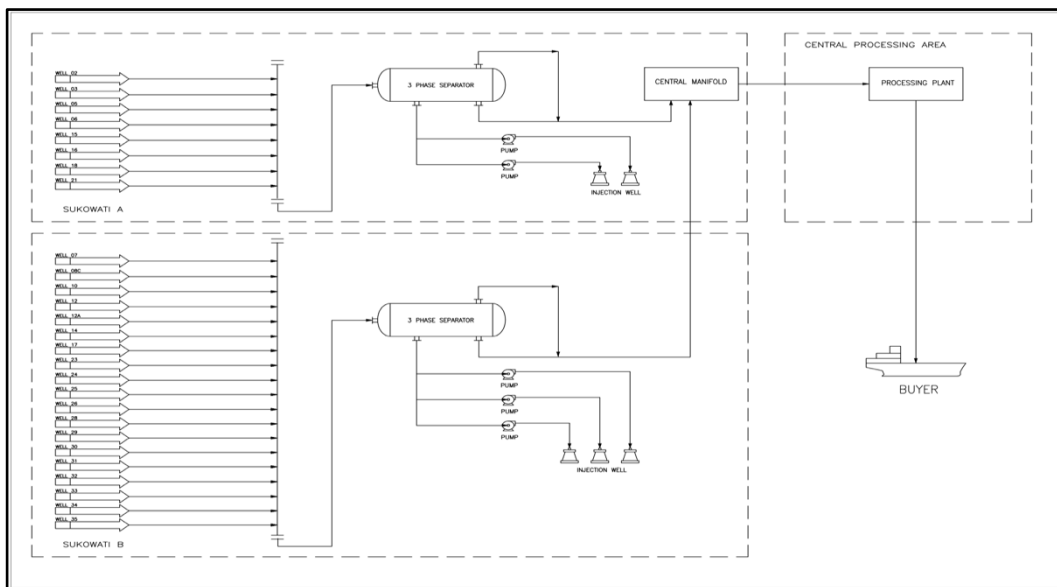 WELL 02
WELL 03
WELL 05
WELL 06
WELL 15
WELL 16
WELL 18
WELL 21
SUKOWATI A
3 PHASE SEPARATOR
PUMP
PUMP
INJECTION WELL
CENTRAL MANIFOLD
CENTRAL PROCESSING AREA
PROCESSING PLANT
BUYER
WELL 07
WELL 08C
WELL 10
WELL 12
WELL 12A
WELL 14
WELL 17
WELL 23
WELL 24
WELL 25
WELL 26
WELL 28
WELL 29
WELL 30
WELL 31
WELL 32
WELL 33
WELL 34
WELL 35
SUKOWATI B
3 PHASE SEPARATOR
PUMP
PUMP
PUMP
INJECTION WELL